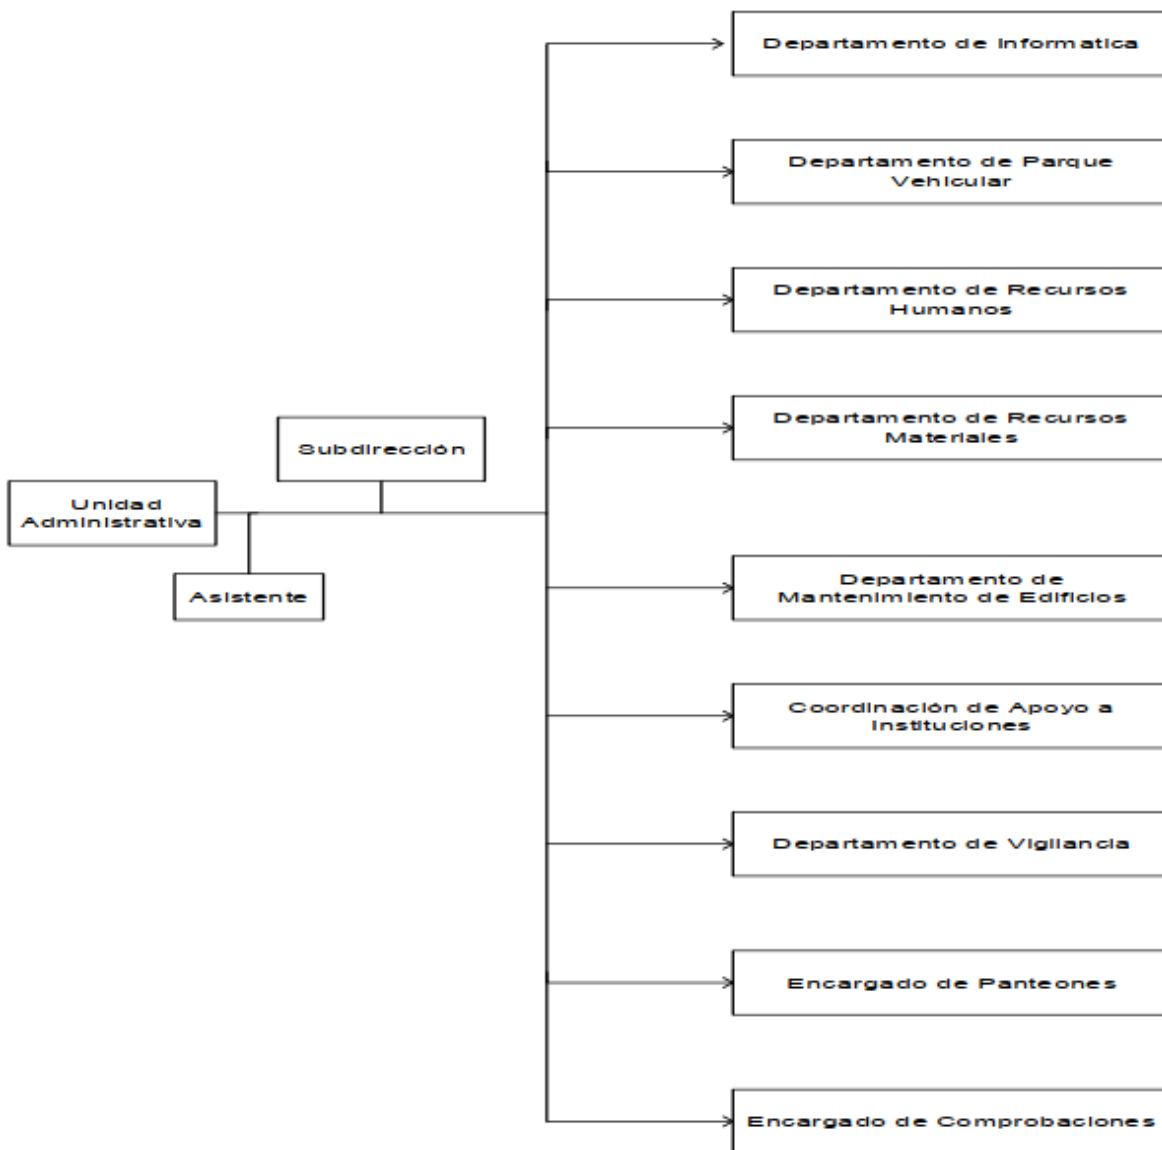 Departamento de Informatica
Departamento de Parque
Vehicular
Departamento de Recursos
Humanos
Departamento de Recursos
Materiales
Subdirección
Unidad
Administrativa
Asistente
Departamento de
Mantenimiento de Edificios
Coordinación de Apoyo a
Instituciones
Departamento de Vigilancia
Encargado de Panteones
Encargado de Comprobaciones